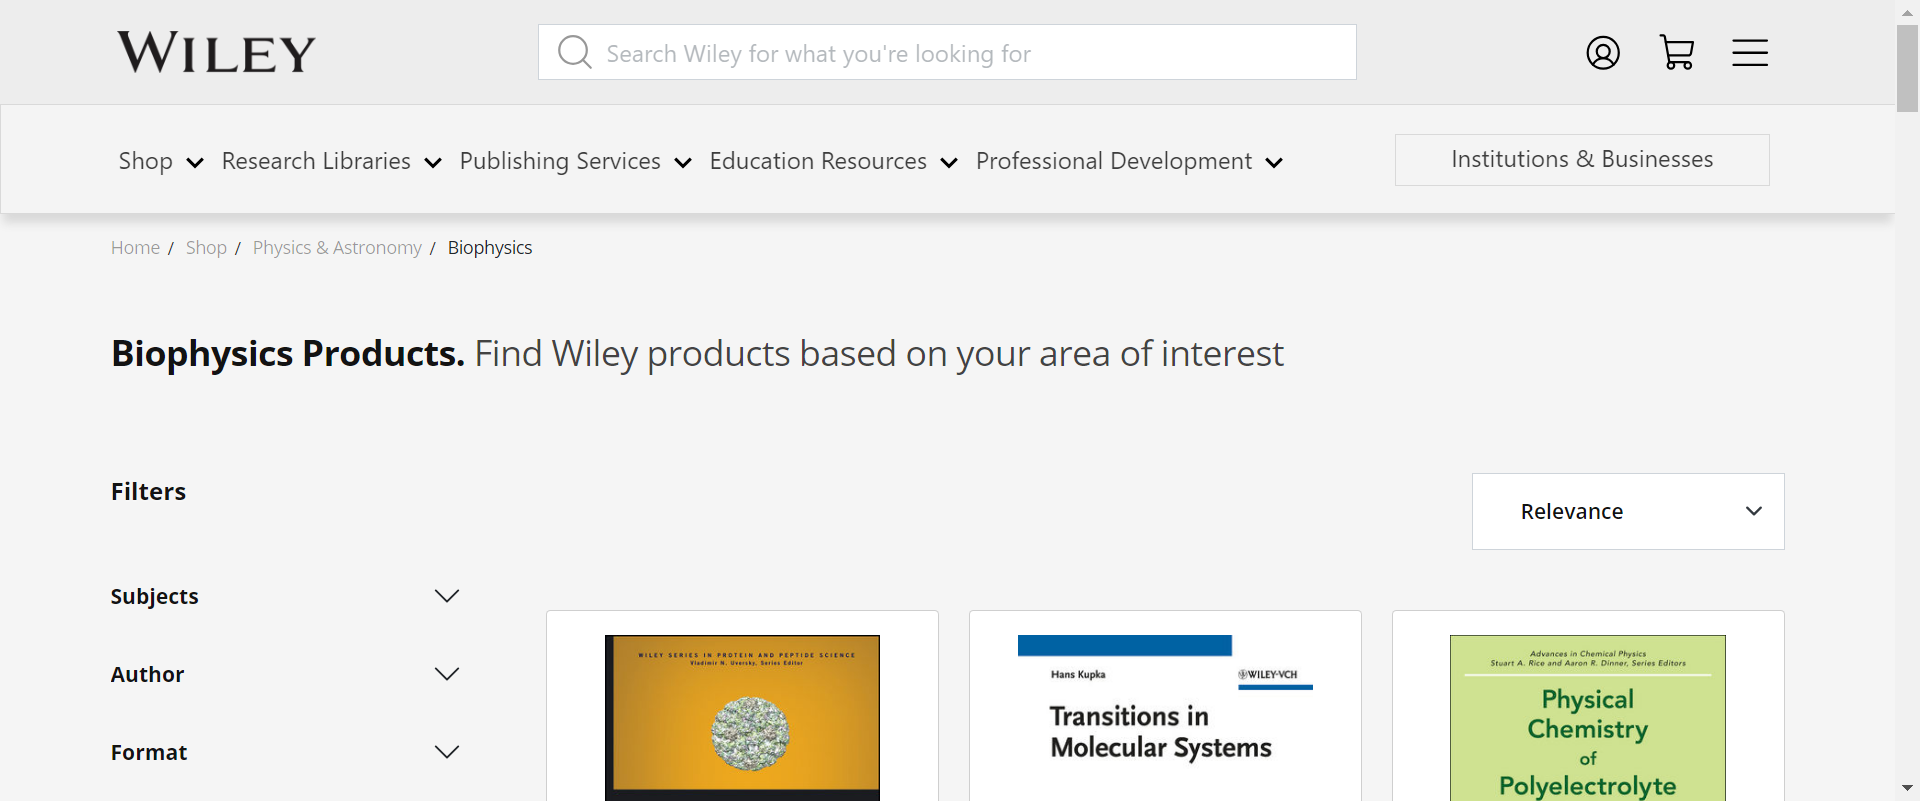 WILEY
Search Wiley for what you're looking for
Shop
Research Libraries
Publishing Services
Education Resources
Professional Development
Institutions & Businesses
Home / Shop / Physics & Astronomy / Biophysics
Biophysics Products. Find Wiley products based on your area of interest
Filters
Relevance
Subjects
Author
Format
WILEY SERIES IN PROTEIN AND PEPTIDE SCIENCE
Vladimir N. Uversky, Series Editor
Hans Kupka
WILEY-VCH
Transitions in
Molecular Systems
Advances in Chemical Physics
Stuart A. Rice and Aaron R. Dinner, Series Editors
Physical
Chemistry
of
Polyelectrolyte